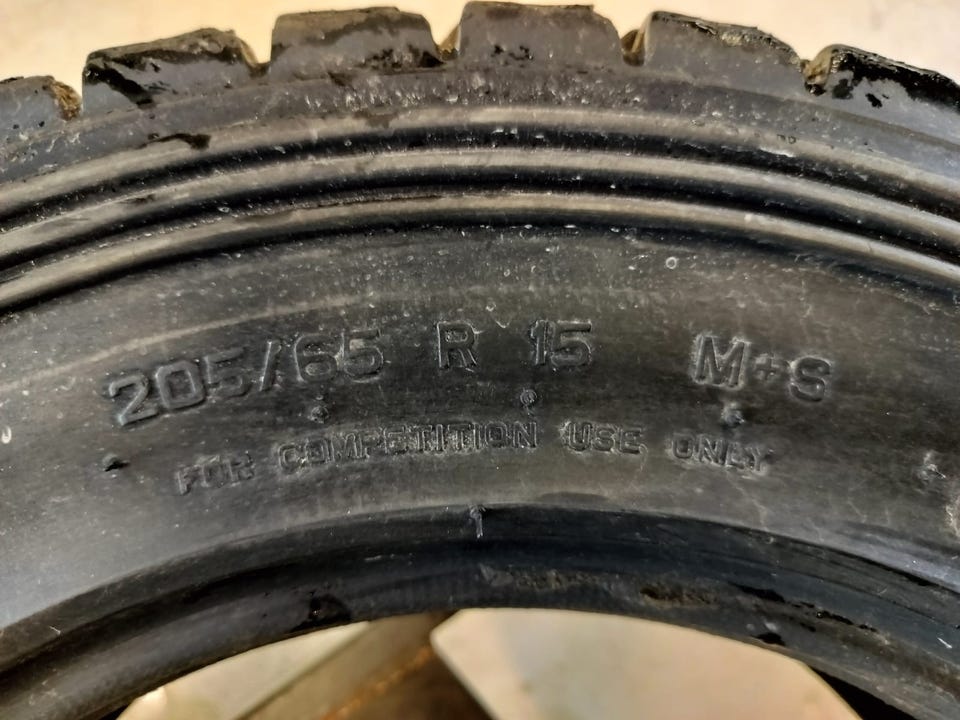 205/65 R 15 M+S
FOR COMPETITION USE ONLY